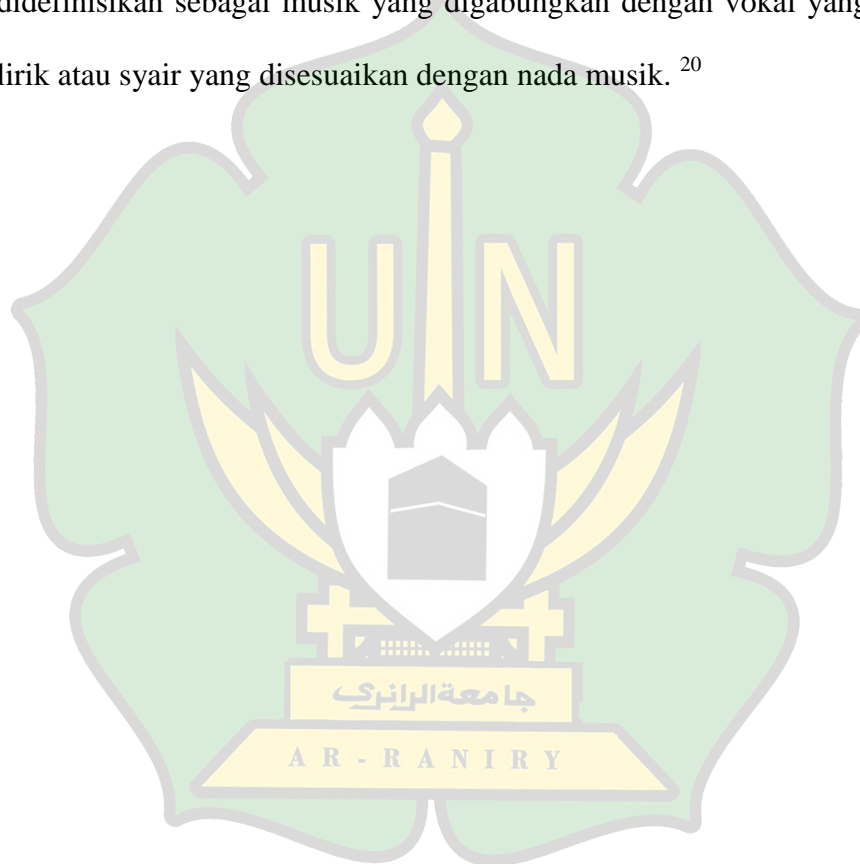 didefinisikan sebagai musik yang digabungkan dengan vokal yang
lirik atau syair yang disesuaikan dengan nada musik. 20
UIN
جامعةالرانري
AR-RANIRY